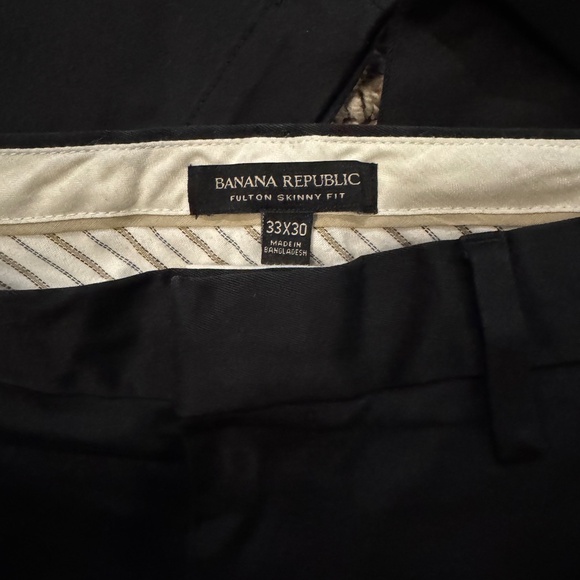 BANANA REPUBLIC
FULTON SKINNY FIT
33X30
MADE IN
BANGLADESH